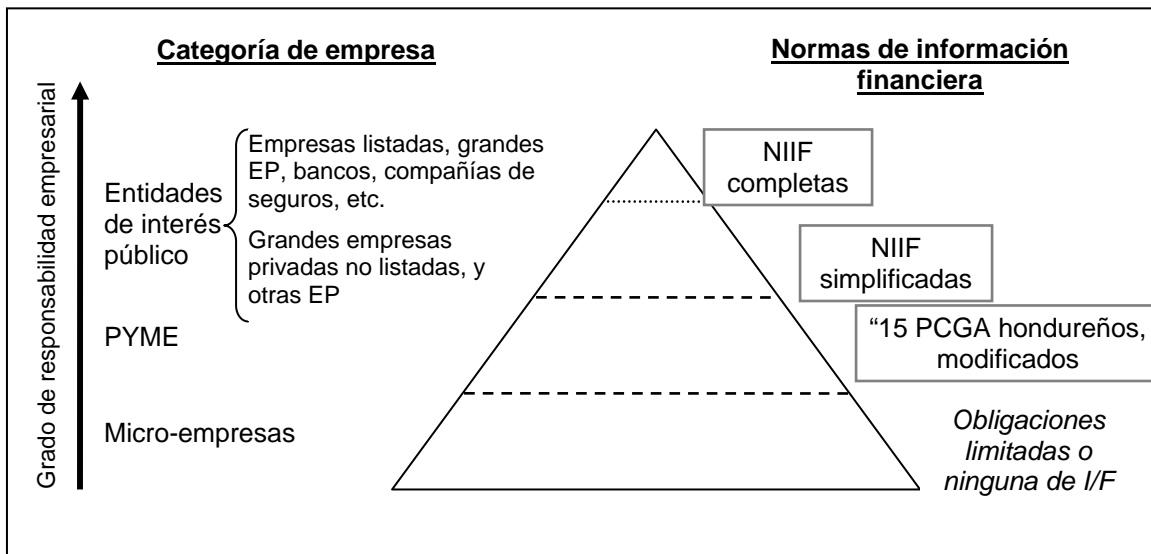 Categoría de empresa
Normas de información
financiera
Grado de responsabilidad empresarial
Entidades
de interés
público
Empresas listadas, grandes
EP, bancos, compañías de
seguros, etc.
Grandes empresas
privadas no listadas, y
otras EP
PYME
Micro-empresas
NIIF
completas
NIIF
simplificadas
“15 PCGA hondureños,
modificados
Obligaciones
limitadas o
ninguna de I/F